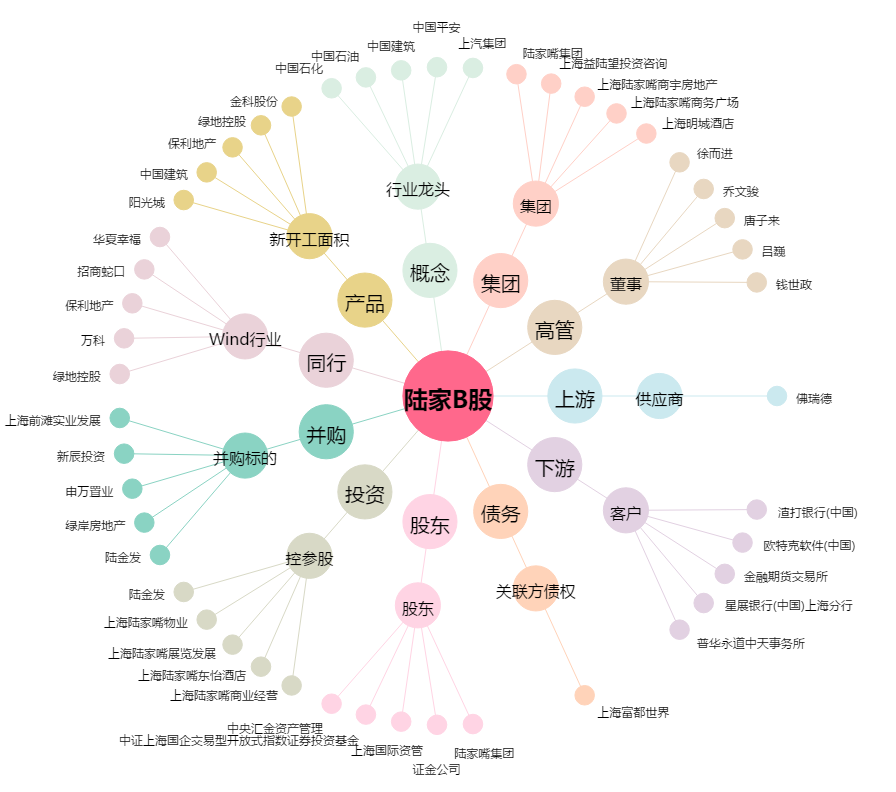 中国平安
上汽集团
中国建筑
中国石油
中国石化
陆家嘴集团
上海益陆望投资咨询
上海陆家嘴商宇房地产
上海陆家嘴商务广场
上海明城酒店
金科股份
绿地控股
保利地产
中国建筑
阳光城
徐而进
乔文骏
唐子来
吕巍
钱世政
行业龙头
集团
新开工面积
董事
华夏幸福
招商蛇口
保利地产
万科
绿地控股
概念
集团
产品
高管
Wind行业
同行
陆家B股
上游
供应商
佛瑞德
上海前滩实业发展
新辰投资
申万置业
绿岸房地产
陆金发
并购
并购标的
下游
投资
股东
债务
客户
渣打银行(中国)
欧特克软件(中国)
金融期货交易所
星展银行(中国)上海分行
普华永道中天事务所
控参股
股东
关联方债权
陆金发
上海陆家嘴物业
上海陆家嘴展览发展
上海陆家嘴东怡酒店
上海陆家嘴商业经营
上海富都世界
中央汇金资产管理
中证上海国企交易型开放式指数证券投资基金
上海国际资管
陆家嘴集团
证金公司